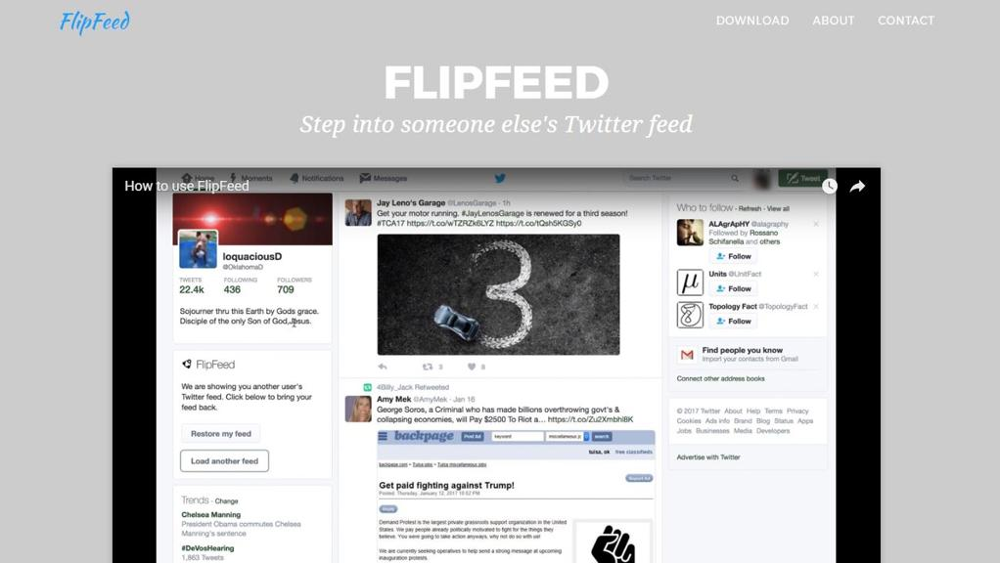 FlipFeed
DOWNLOAD ABOUT CONTACT
FLIPFEED
Step into someone else's Twitter feed
How to use FlipFeed
Home Moments Notifications Messages
Search Twitter
Tweet
loquaciousD
@OklahomaD
TWEETS FOLLOWING FOLLOWERS
22.4k 436 709
Sojourner thru this Earth by Gods grace.
Disciple of the only Son of God,Jesus.
FlipFeed
We are showing you another user's
Twitter feed. Click below to bring your
feed back.
Restore my feed
Load another feed
Trends · Change
Chelsea Manning
President Obama commutes Chelsea
Manning's sentence
#DeVosHearing
1,863 Tweets
Jay Leno's Garage @LenosGarage · 1h
Get your motor running. #JayLenosGarage is renewed for a third season!
#TCA17 https://t.co/wTZRZk6LYZ https://t.co/tQsh5KGSy0
3
3 8
4Billy_Jack Retweeted
Amy Mek @AmyMek · Jan 16
George Soros, a Criminal who has made billions overthrowing govt's &
collapsing economies, will Pay $2500 To Riot a... https://t.co/Zu2Xmbhl8K
backpage Post Ad keyword search
tulsa, ok free classifieds
backpage.com > Tulsa jobs > Tulsa miscellaneous jobs
Report Ad
Get paid fighting against Trump!
Posted: Thursday, January 12, 2017 10:52 PM
Reply
Demand Protest is the largest private grassroots support organization in the United
States. We pay people already politically motivated to fight for the things they
believe. You were going to take action anyways, why not do so with us!
We are currently seeking operatives to help send a strong message at upcoming
inauguration protests.
Who to follow · Refresh · View all
ALAgrApHY @alagraphy
Followed by Rossano
Schifanella and others
Follow
Units @UnitFact
Follow
Topology Fact @TopologyFact
Follow
Find people you know
Import your contacts from Gmail
Connect other address books
© 2017 Twitter About Help Terms Privacy
Cookies Ads info Brand Blog Status Apps
Jobs Businesses Media Developers
Advertise with Twitter